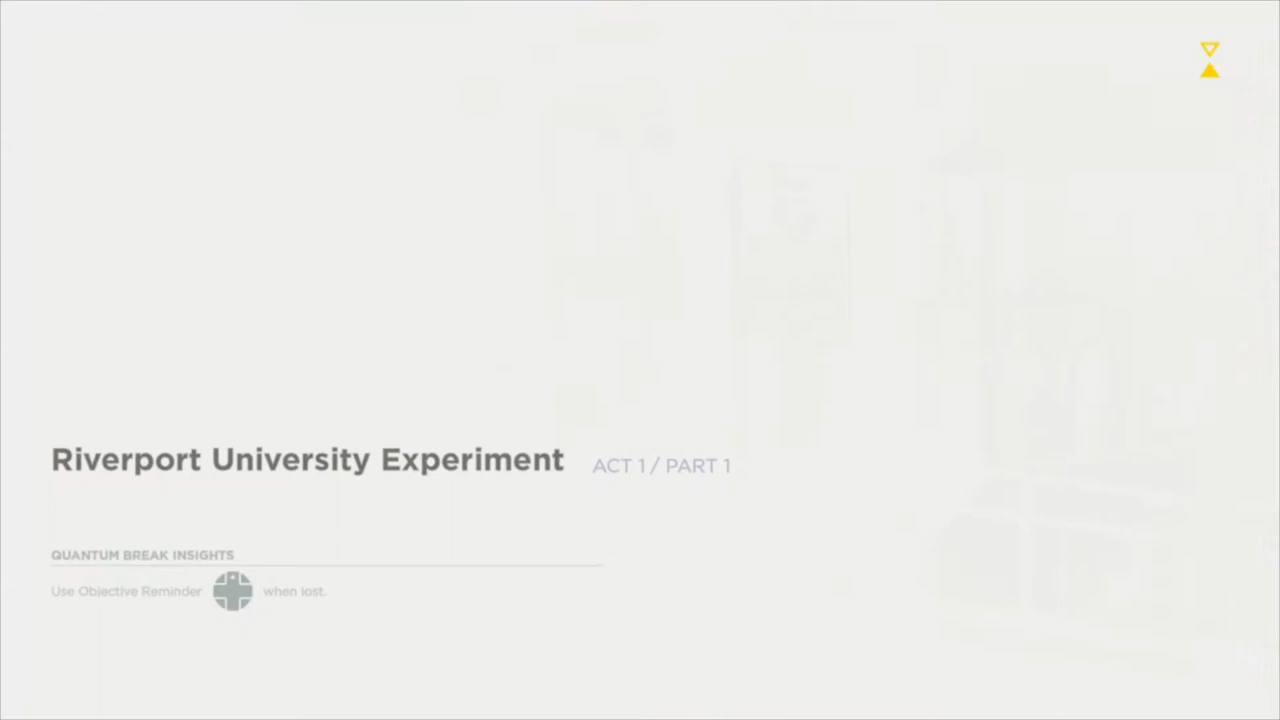 Riverport University Experiment ACT 1 / PART 1
QUANTUM BREAK INSIGHTS
Use Objective Reminder when lost.